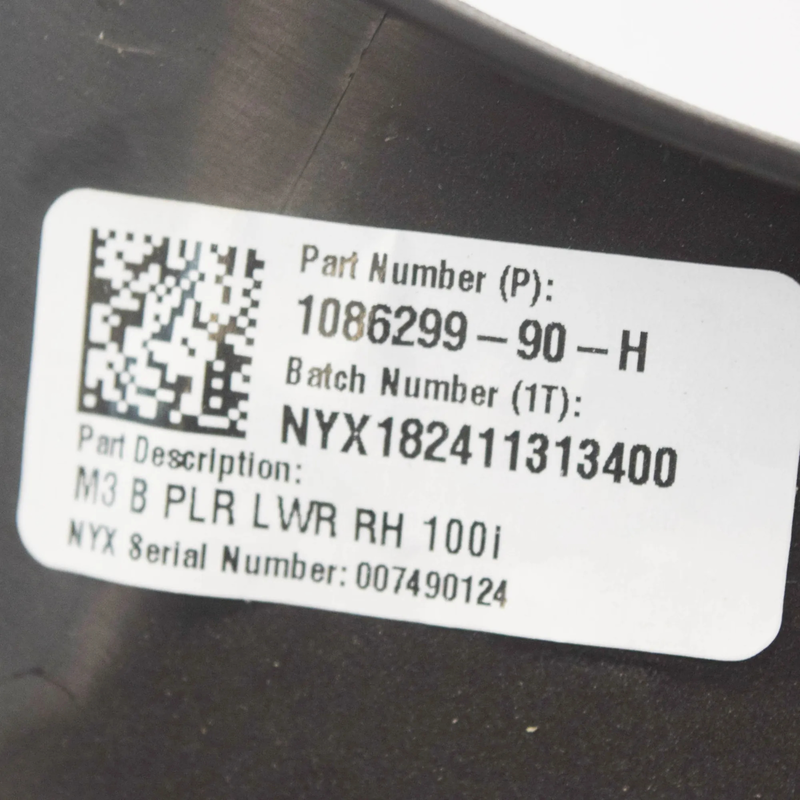 Part Number (P):
1086299-90-H
Batch Number (1T):
NYX182411313400
Part Description:
M3 B PLR LWR RH 100i
NYX Serial Number: 007490124